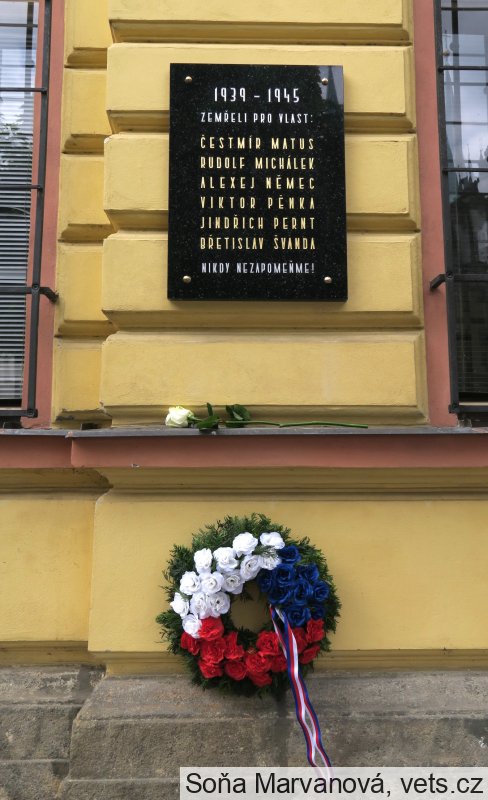 1939 - 1945
ZEMŘELI PRO VLAST:
ČESTMÍR MATUS
RUDOLF MICHÁLEK
ALEXEJ NĚMEC
VIKTOR PĚNKA
JINDŘICH PERNT
BŘETISLAV ŠVANDA
NIKDY NEZAPOMEŇME!
Soňa Marvanová, vets.cz